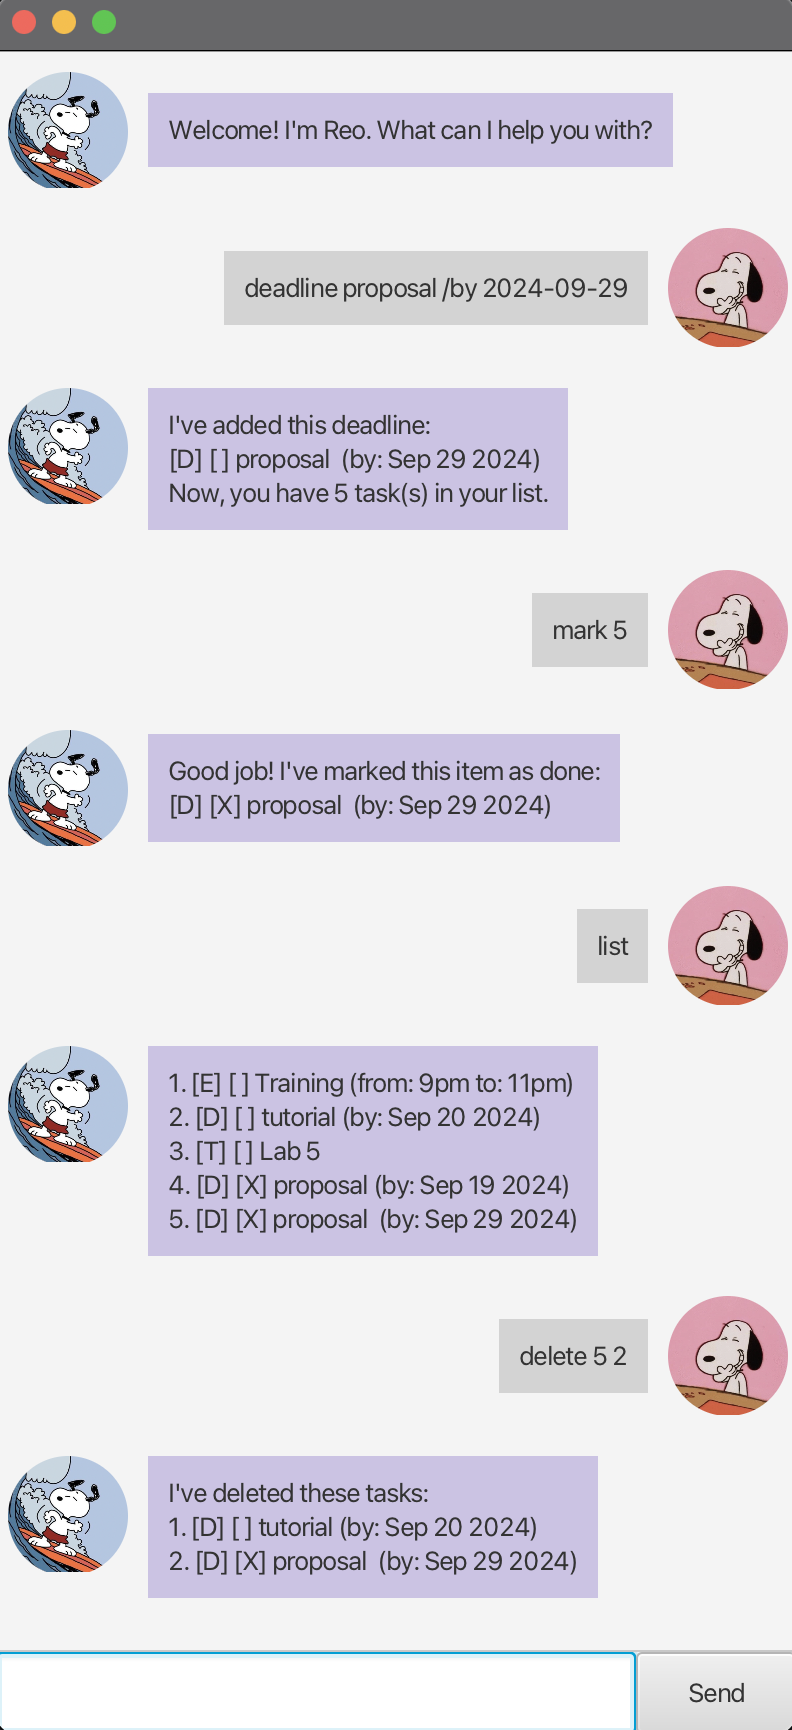 Welcome! I'm Reo. What can I help you with?
deadline proposal /by 2024-09-29
I've added this deadline:
[D] [ ] proposal  (by: Sep 29 2024)
Now, you have 5 task(s) in your list.
mark 5
Good job! I've marked this item as done:
[D] [X] proposal  (by: Sep 29 2024)
list
1. [E] [ ] Training (from: 9pm to: 11pm)
2. [D] [ ] tutorial (by: Sep 20 2024)
3. [T] [ ] Lab 5
4. [D] [X] proposal (by: Sep 19 2024)
5. [D] [X] proposal  (by: Sep 29 2024)
delete 5 2
I've deleted these tasks:
1. [D] [ ] tutorial (by: Sep 20 2024)
2. [D] [X] proposal  (by: Sep 29 2024)
Send